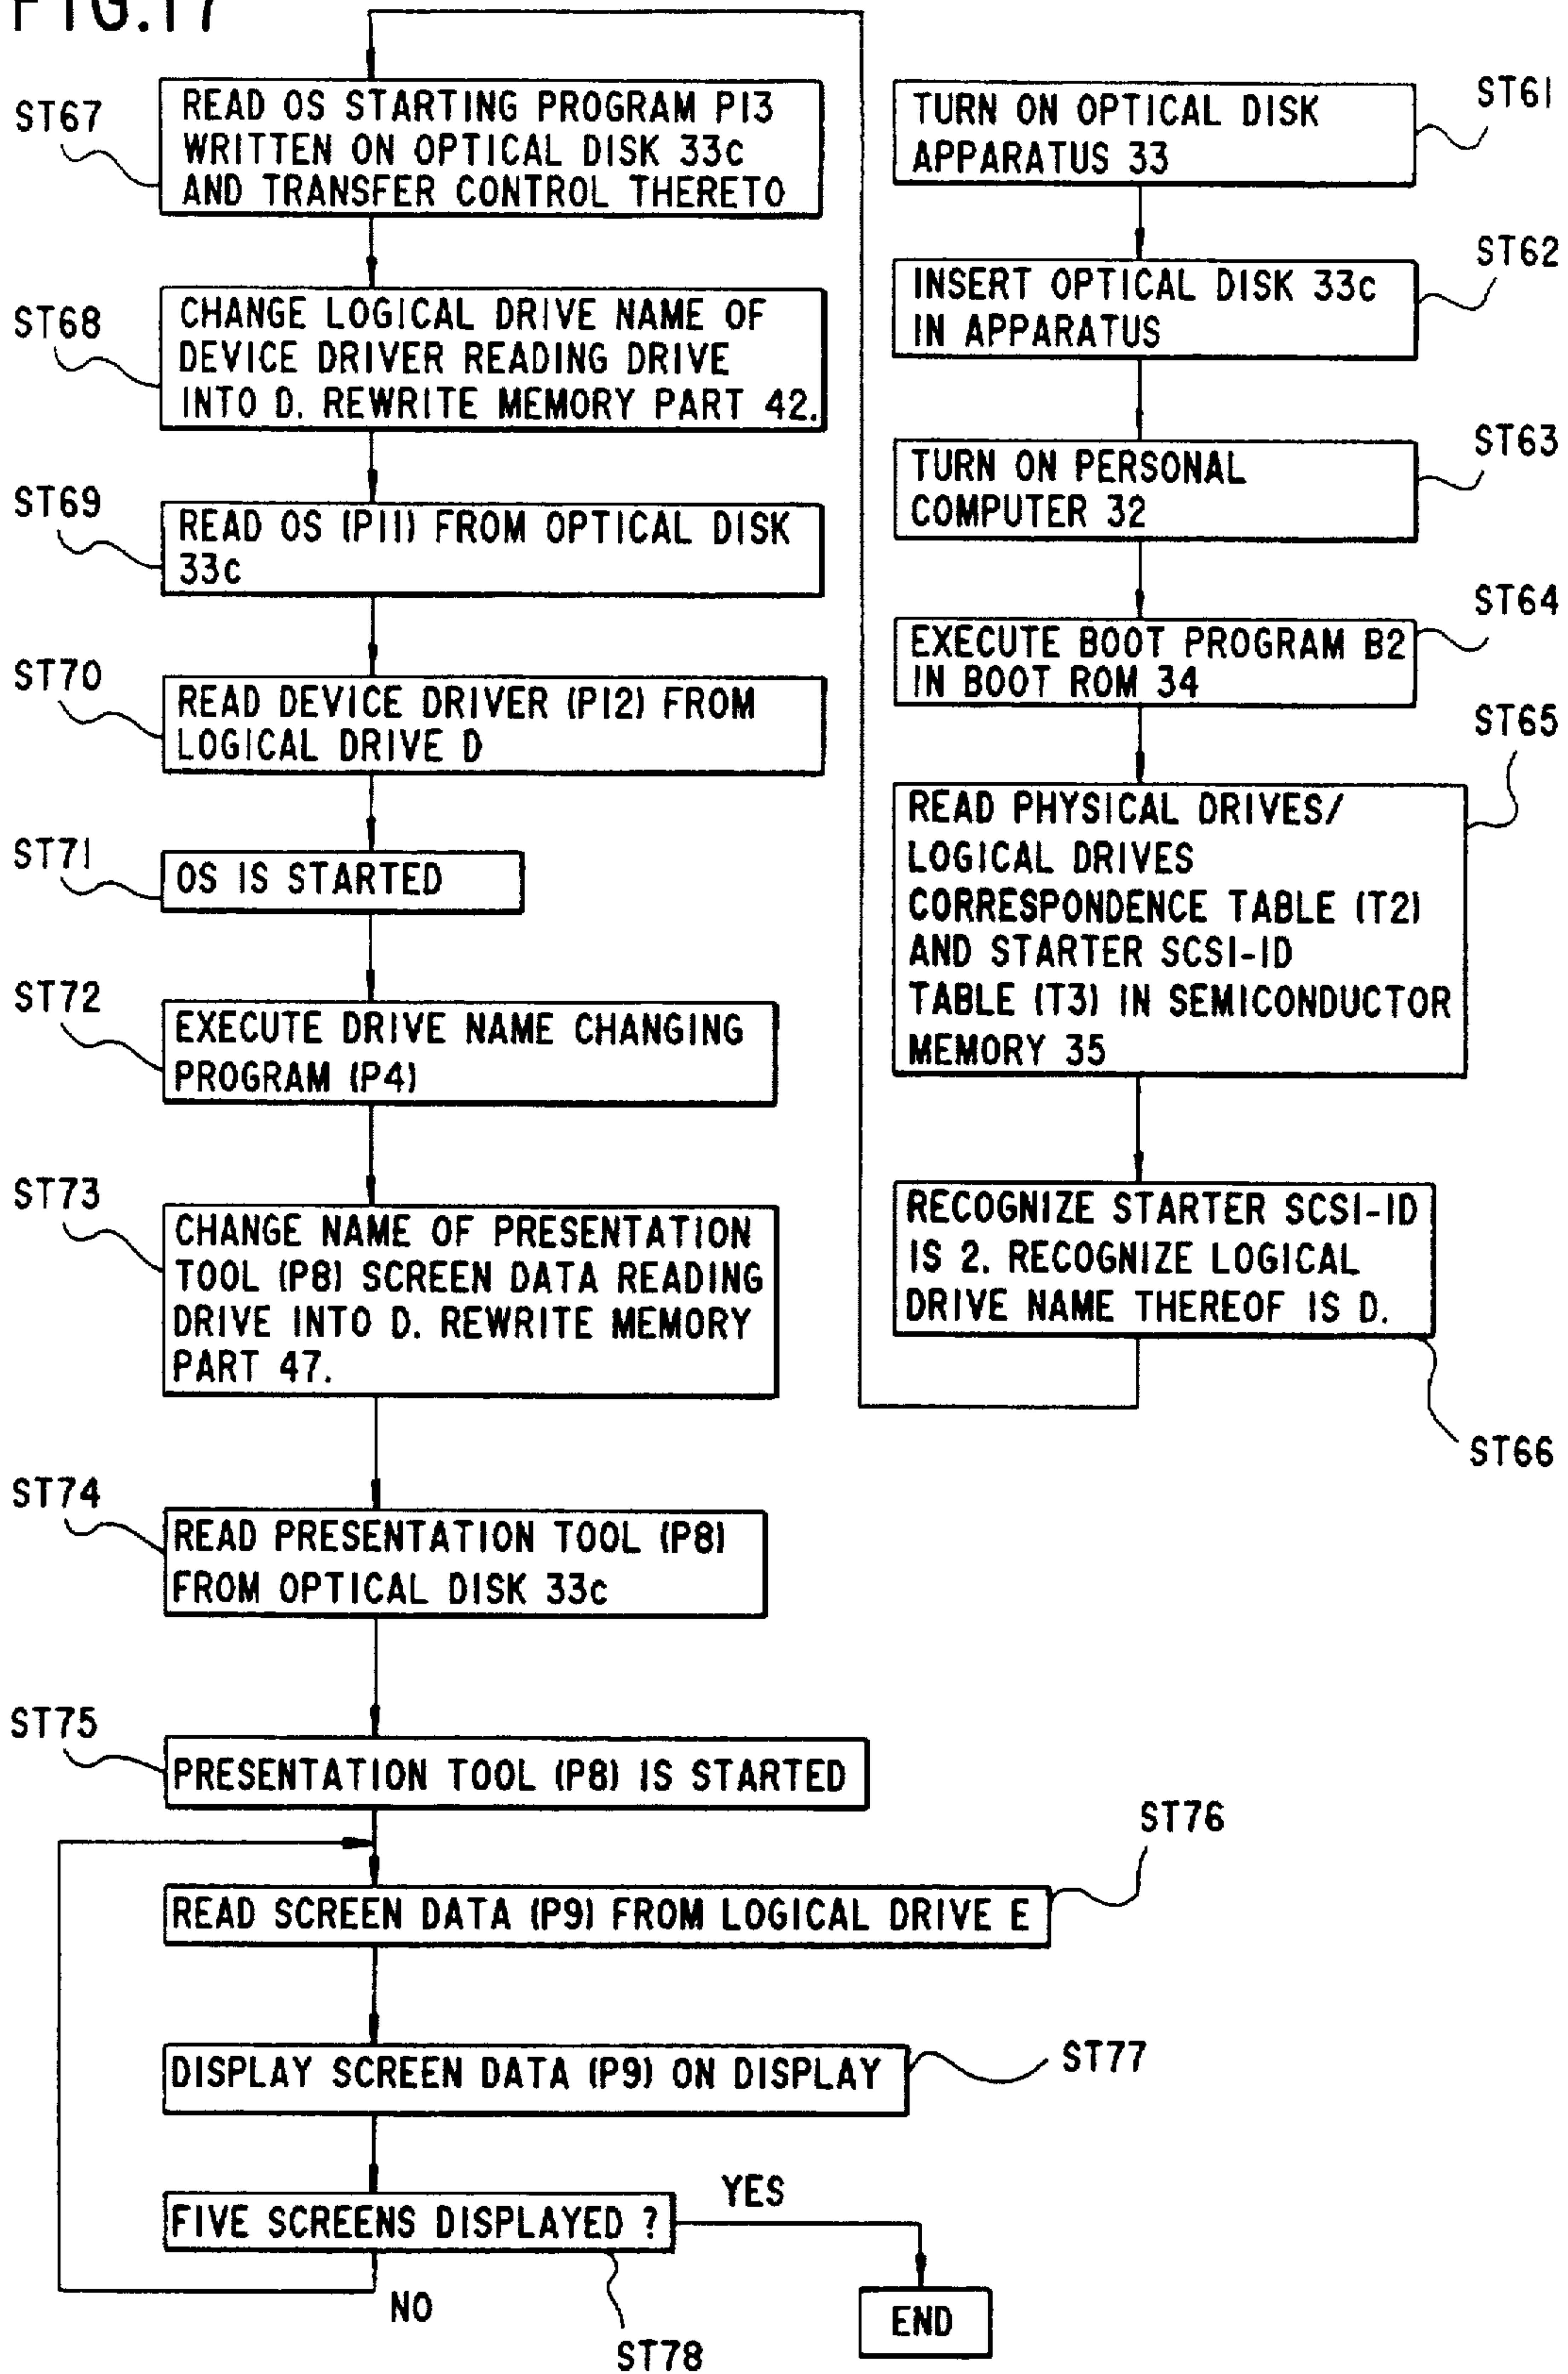 FIG.17
ST61
TURN ON OPTICAL DISK
APPARATUS 33
ST62
INSERT OPTICAL DISK 33c
IN APPARATUS
ST63
TURN ON PERSONAL
COMPUTER 32
ST64
EXECUTE BOOT PROGRAM B2
IN BOOT ROM 34
ST65
READ PHYSICAL DRIVES/
LOGICAL DRIVES
CORRESPONDENCE TABLE (T2)
AND STARTER SCSI-ID
TABLE (T3) IN SEMICONDUCTOR
MEMORY 35
RECOGNIZE STARTER SCSI-ID
IS 2. RECOGNIZE LOGICAL
DRIVE NAME THEREOF IS D.
ST66
ST67
READ OS STARTING PROGRAM P13
WRITTEN ON OPTICAL DISK 33c
AND TRANSFER CONTROL THERETO
ST68
CHANGE LOGICAL DRIVE NAME OF
DEVICE DRIVER READING DRIVE
INTO D. REWRITE MEMORY PART 42.
ST69
READ OS (P11) FROM OPTICAL DISK
33c
ST70
READ DEVICE DRIVER (P12) FROM
LOGICAL DRIVE D
ST71
OS IS STARTED
ST72
EXECUTE DRIVE NAME CHANGING
PROGRAM (P4)
ST73
CHANGE NAME OF PRESENTATION
TOOL (P8) SCREEN DATA READING
DRIVE INTO D. REWRITE MEMORY
PART 47.
ST74
READ PRESENTATION TOOL (P8)
FROM OPTICAL DISK 33c
ST75
PRESENTATION TOOL (P8) IS STARTED
ST76
READ SCREEN DATA (P9) FROM LOGICAL DRIVE E
DISPLAY SCREEN DATA (P9) ON DISPLAY
ST77
FIVE SCREENS DISPLAYED ?
YES
NO
ST78
END